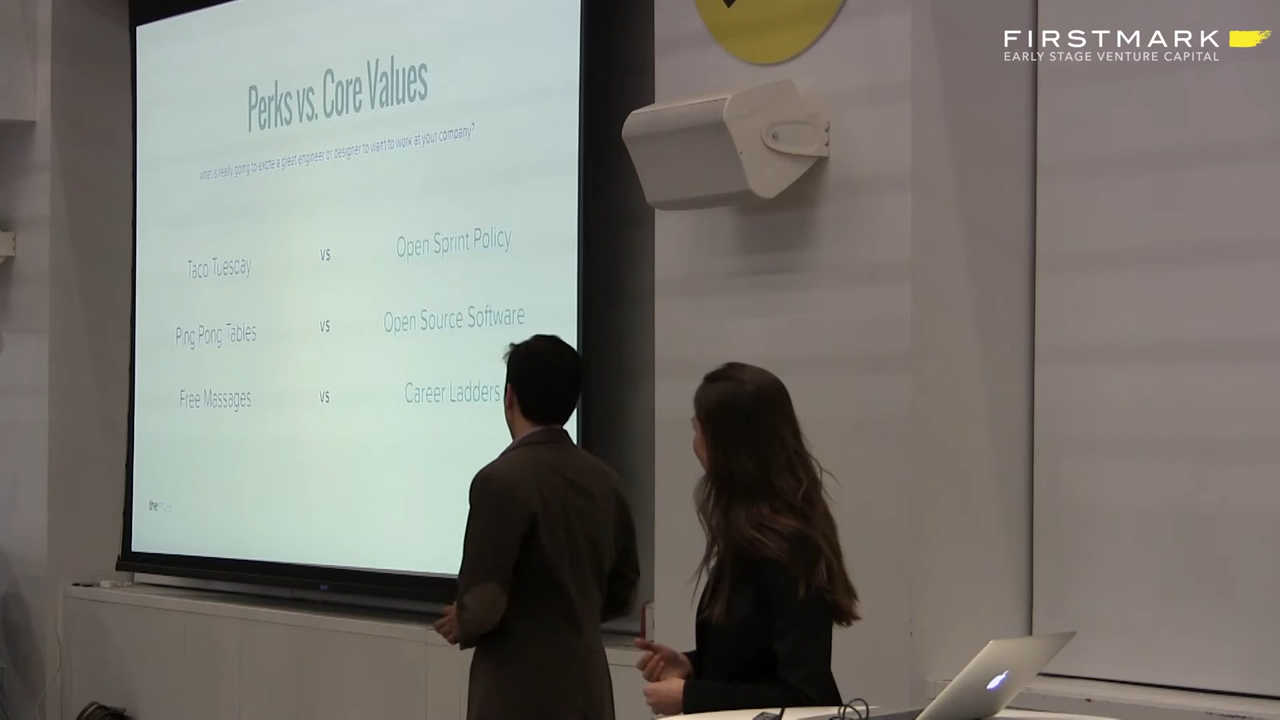 FIRSTMARK
EARLY STAGE VENTURE CAPITAL
Perks vs. Core Values
what is really going to excite a great engineer or designer to want to work at your company?
Taco Tuesday vs Open Sprint Policy
Ping Pong Tables vs Open Source Software
Free Massages vs Career Ladders
the